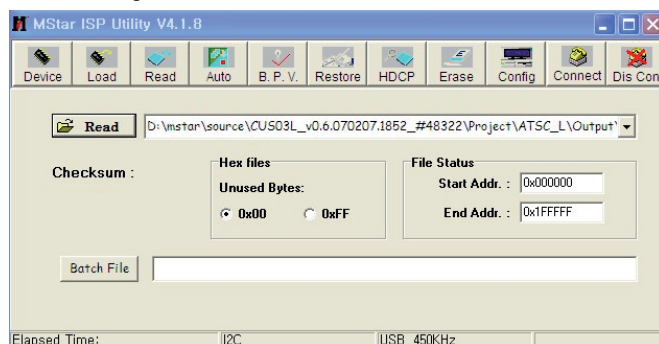 MStar ISP Utility V4.1.8
Device Load Read Auto B. P. V. Restore HDCP Erase Config Connect Dis Con
Read D:\mstar\source\CUS03L_v0.6.070207.1852_#48322\Project\ATSC_L\Output\
Checksum :
Hex files
Unused Bytes:
0x00 0xFF
File Status
Start Addr. : 0x000000
End Addr. : 0x1FFFFF
Batch File
Elapsed Time: I2C USB 450KHz